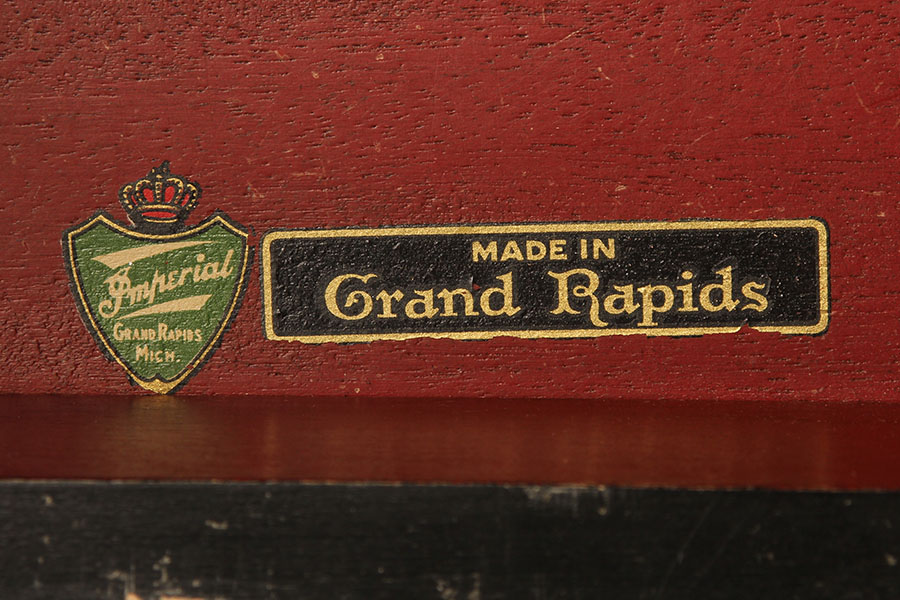 Imperial
GRAND RAPIDS
MICH.
MADE IN
Grand Rapids